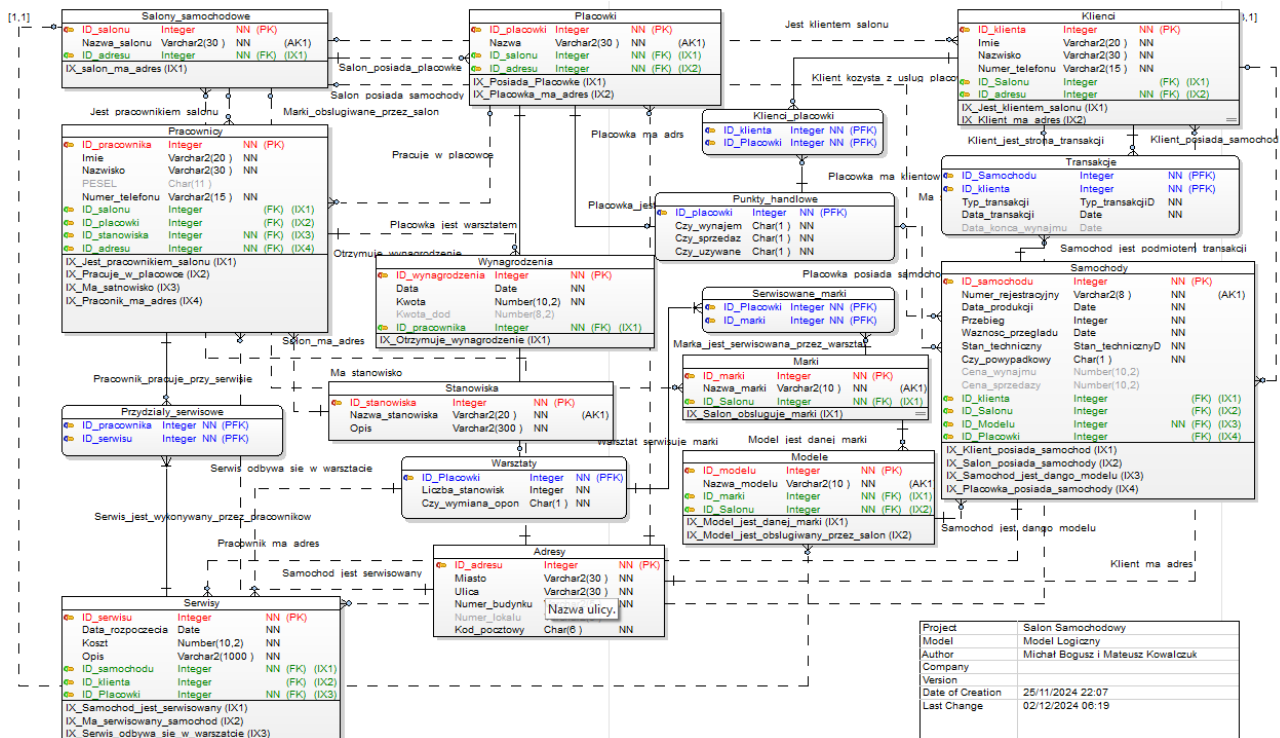 [1,1]
Salony_samochodowe
ID_salonu Integer NN (PK)
Nazwa_salonu Varchar2(30) NN (AK1)
ID_adresu Integer NN (FK) (IX1)
IX_salon_ma_adres (IX1)
Placowki
ID_placowki Integer NN (PK)
Nazwa Varchar2(30) NN (AK1)
ID_salonu Integer NN (FK) (IX1)
ID_adresu Integer NN (FK) (IX2)
IX_Posiada_Placowke (IX1)
IX_Placowka_ma_adres (IX2)
Jest klientem salonu
Klienci
ID_klienta Integer NN (PK)
Imie Varchar2(20) NN
Nazwisko Varchar2(30) NN
Numer_telefonu Varchar2(15) NN
ID_Salonu Integer (FK) (IX1)
ID_adresu Integer NN (FK) (IX2)
IX_Jest_klientem_salonu (IX1)
IX_Klient_ma_adres (IX2)
Salon_posiada_placowke
Salon posiada samochody
Klient kozysta z uslug placo
Jest pracownikiem salonu
Marki_obslugiwane_przez_salon
Pracownicy
ID_pracownika Integer NN (PK)
Imie Varchar2(20) NN
Nazwisko Varchar2(30) NN
PESEL Char(11)
Numer_telefonu Varchar2(15) NN
ID_salonu Integer (FK) (IX1)
ID_placowki Integer (FK) (IX2)
ID_stanowiska Integer NN (FK) (IX3)
ID_adresu Integer NN (FK) (IX4)
IX_Jest_pracownikiem_salonu (IX1)
IX_Pracuje_w_placowce (IX2)
IX_Ma_satnowisko (IX3)
IX_Praconik_ma_adres (IX4)
Klienci_placowki
ID_klienta Integer NN (PFK)
ID_Placowki Integer NN (PFK)
Placowka ma adrs
Pracuje w placowce
Klient_jest_strona_transakcji
Klient_posiada_samochod
Transakcje
ID_Samochodu Integer NN (PFK)
ID_klienta Integer NN (PFK)
Typ_transakcji Typ_transakcjiD NN
Data_transakcji Date NN
Data_konca_wynajmu Date
Placowka ma klientow
Ma
Placowka_jest
Punkty_handlowe
ID_placowki Integer NN (PFK)
Czy_wynajem Char(1) NN
Czy_sprzedaz Char(1) NN
Czy_uzywane Char(1) NN
Placowka jest warsztatem
Otrzymuje wynagrodzenie
Samochod jest podmiotem transakcji
Wynagrodzenia
ID_wynagrodzenia Integer NN (PK)
Data Date NN
Kwota Number(10,2) NN
Kwota_dod Number(8,2)
ID_pracownika Integer NN (FK) (IX1)
IX_Otrzymuje_wynagrodzenie (IX1)
Placowka posiada samocho
Samochody
ID_samochodu Integer NN (PK)
Numer_rejestracyjny Varchar2(8) NN (AK1)
Data_produkcji Date NN
Przebieg Integer NN
Waznosc_przegladu Date NN
Stan_techniczny Stan_technicznyD NN
Czy_powypadkowy Char(1) NN
Cena_wynajmu Number(10,2)
Cena_sprzedazy Number(10,2)
ID_klienta Integer (FK) (IX1)
ID_Salonu Integer (FK) (IX2)
ID_Modelu Integer NN (FK) (IX3)
ID_Placowki Integer (FK) (IX4)
IX_Klient_posiada_samochod (IX1)
IX_Salon_posiada_samochody (IX2)
IX_Samochod_jest_dango_modelu (IX3)
IX_Placowka_posiada_samochody (IX4)
Serwisowane_marki
ID_Placowki Integer NN (PFK)
ID_marki Integer NN (PFK)
Marka_jest_serwisowana_przez_warsztat
Salon_ma_adres
Marki
ID_marki Integer NN (PK)
Nazwa_marki Varchar2(10) NN (AK1)
ID_Salonu Integer NN (FK) (IX1)
IX_Salon_obsluguje_marki (IX1)
Ma stanowisko
Pracownik_pracuje_przy_serwisie
Stanowiska
ID_stanowiska Integer NN (PK)
Nazwa_stanowiska Varchar2(20) NN (AK1)
Opis Varchar2(300) NN
Przydzialy_serwisowe
ID_pracownika Integer NN (PFK)
ID_serwisu Integer NN (PFK)
Warsztat serwisuje marki
Model jest danej marki
Serwis odbywa sie w warsztacie
Warsztaty
ID_Placowki Integer NN (PFK)
Liczba_stanowisk Integer NN
Czy_wymiana_opon Char(1) NN
Modele
ID_modelu Integer NN (PK)
Nazwa_modelu Varchar2(10) NN (AK1)
ID_marki Integer NN (FK) (IX1)
ID_Salonu Integer NN (FK) (IX2)
IX_Model_jest_danej_marki (IX1)
IX_Model_jest_obslugiwany_przez_salon (IX2)
Serwis_jest_wykonywany_przez_pracownikow
Samochod_jest_dango_modelu
Pracownik ma adres
Samochod jest serwisowany
Klient ma adres
Adresy
ID_adresu Integer NN (PK)
Miasto Varchar2(30) NN
Ulica Varchar2(30) NN
Numer_budynku NN
Numer_lokalu
Kod_pocztowy Char(6) NN
Nazwa ulicy.
Serwisy
ID_serwisu Integer NN (PK)
Data_rozpoczecia Date NN
Koszt Number(10,2) NN
Opis Varchar2(1000) NN
ID_samochodu Integer NN (FK) (IX1)
ID_klienta Integer (FK) (IX2)
ID_Placowki Integer NN (FK) (IX3)
IX_Samochod_jest_serwisowany (IX1)
IX_Ma_serwisowany_samochod (IX2)
IX_Serwis_odbywa_sie_w_warszatcie (IX3)
Project Salon Samochodowy
Model Model Logiczny
Author Michał Bogusz i Mateusz Kowalczuk
Company
Version
Date of Creation 25/11/2024 22:07
Last Change 02/12/2024 06:19